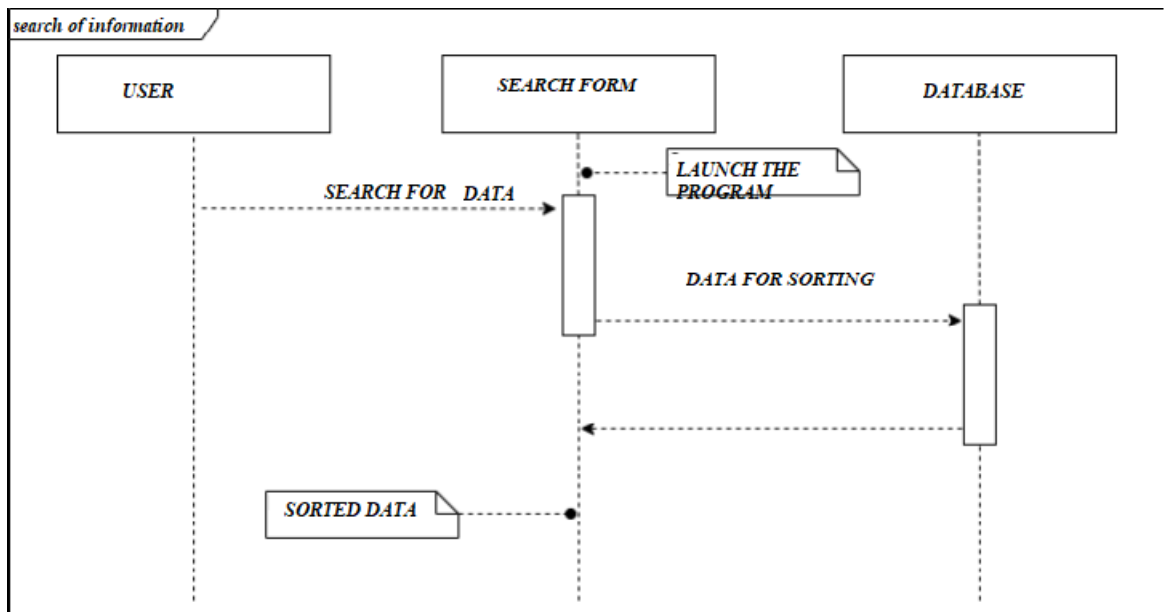 search of information
USER
SEARCH FORM
DATABASE
LAUNCH THE
PROGRAM
SEARCH FOR DATA
DATA FOR SORTING
SORTED DATA